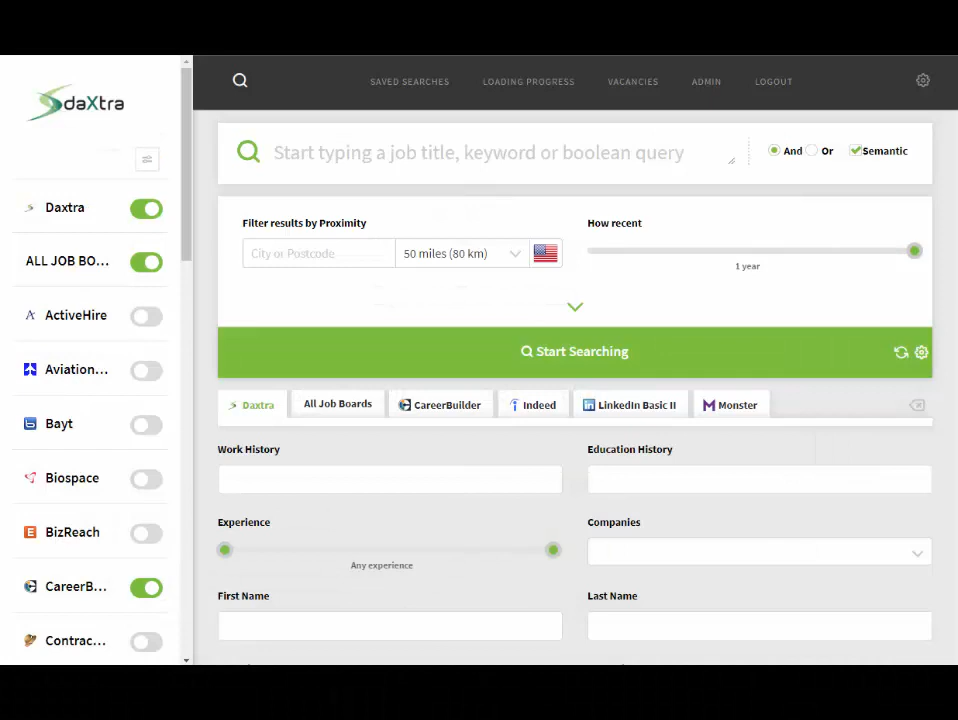 daXtra
SAVED SEARCHES
LOADING PROGRESS
VACANCIES
ADMIN
LOGOUT
Start typing a job title, keyword or boolean query
And
Or
Semantic
Daxtra
ALL JOB BO...
ActiveHire
Aviation...
Bayt
Biospace
BizReach
CareerB...
Contrac...
Filter results by Proximity
How recent
City or Postcode
50 miles (80 km)
1 year
Start Searching
Daxtra
All Job Boards
CareerBuilder
Indeed
LinkedIn Basic II
Monster
Work History
Education History
Experience
Companies
Any experience
First Name
Last Name